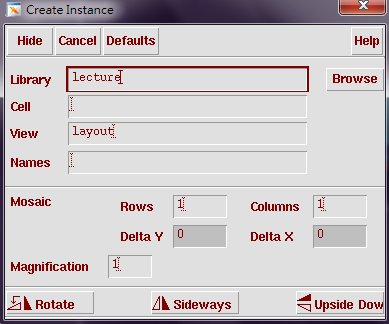 Create Instance
Hide Cancel Defaults Help
Library lecture Browse
Cell
View layout
Names
Mosaic Rows 1 Columns 1
Delta Y 0 Delta X 0
Magnification 1
Rotate Sideways Upside Dow